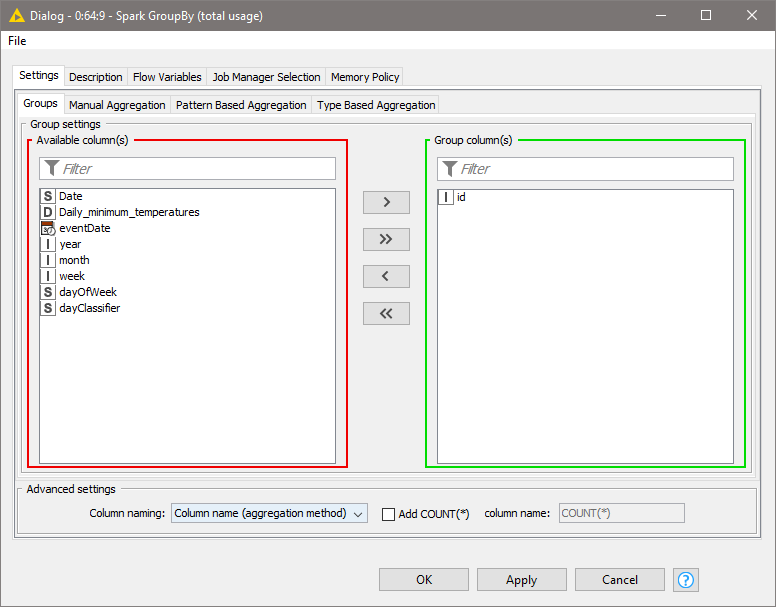 Dialog - 0:64:9 - Spark GroupBy (total usage)
File
Settings Description Flow Variables Job Manager Selection Memory Policy
Groups Manual Aggregation Pattern Based Aggregation Type Based Aggregation
Group settings
Available column(s) Group column(s)
Filter Filter
S Date I id
D Daily_minimum_temperatures
eventDate
I year
I month
I week
S dayOfWeek
S dayClassifier
>
>>
<
<<
Advanced settings
Column naming: Column name (aggregation method) Add COUNT(*) column name: COUNT(*)
OK Apply Cancel ?